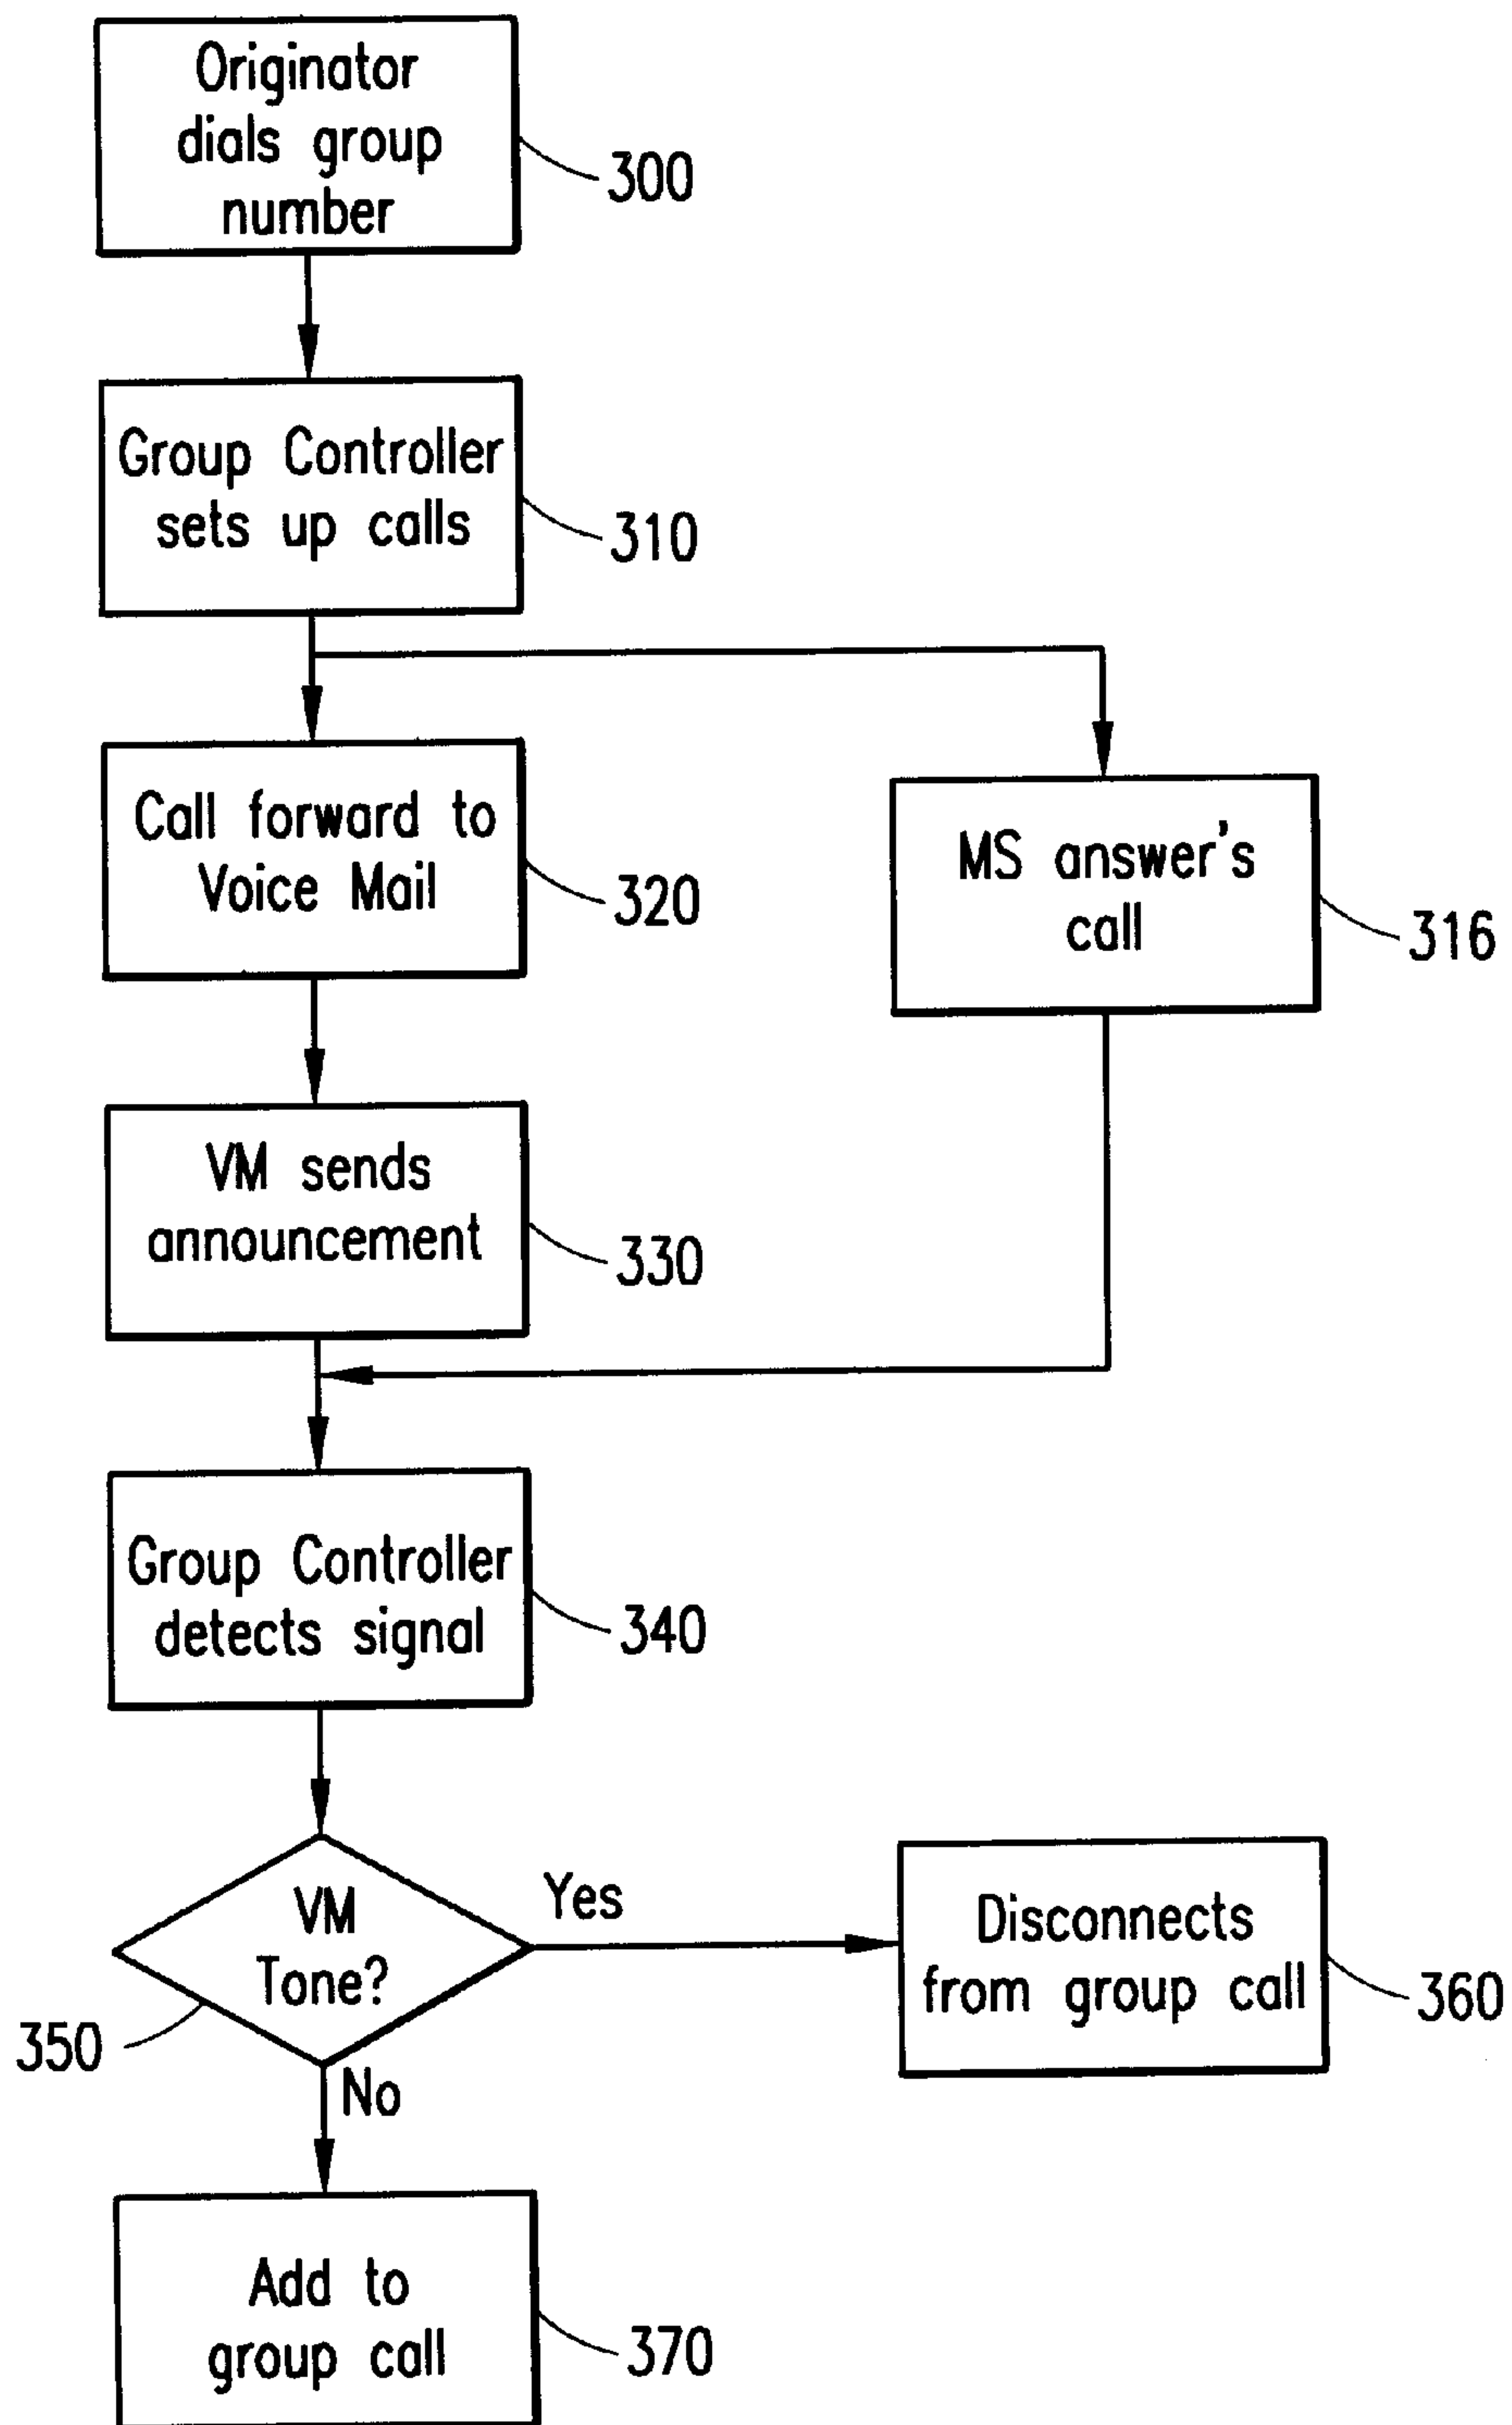 Originator
dials group
number
300
Group Controller
sets up calls
310
Call forward to
Voice Mail
320
MS answer's
call
316
VM sends
announcement
330
Group Controller
detects signal
340
VM
Tone?
350
Yes
Disconnects
from group call
360
No
Add to
group call
370